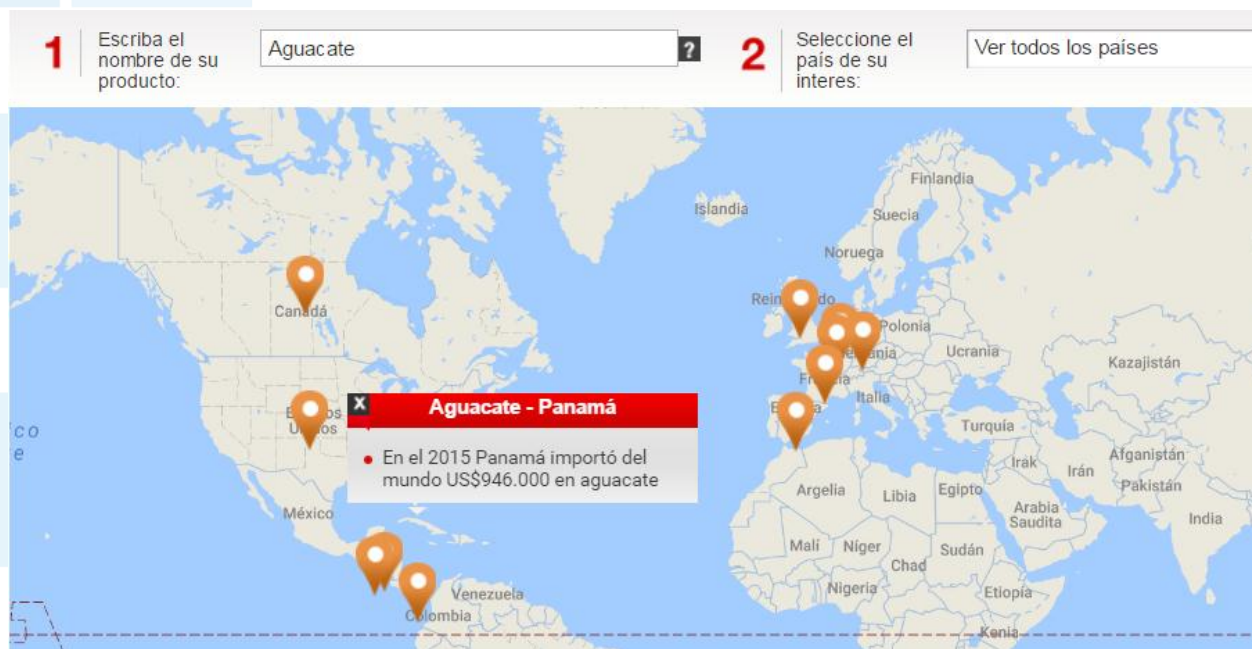 1
Escriba el
nombre de su
producto:
Aguacate
?
2
Seleccione el
país de su
interes:
Ver todos los países
Finlandia
Islandia
Suecia
Noruega
Polonia
Canadá
Ucrania
Kazajistán
Italia
X Aguacate - Panamá
• En el 2015 Panamá importó del
mundo US$946.000 en aguacate
Turquía
Irak
Irán
Afganistán
Pakistán
Argelia
Libia
Egipto
Arabia
Saudita
India
México
Malí
Níger
Chad
Sudán
Nigeria
Etiopía
Venezuela
Colombia
Kenia